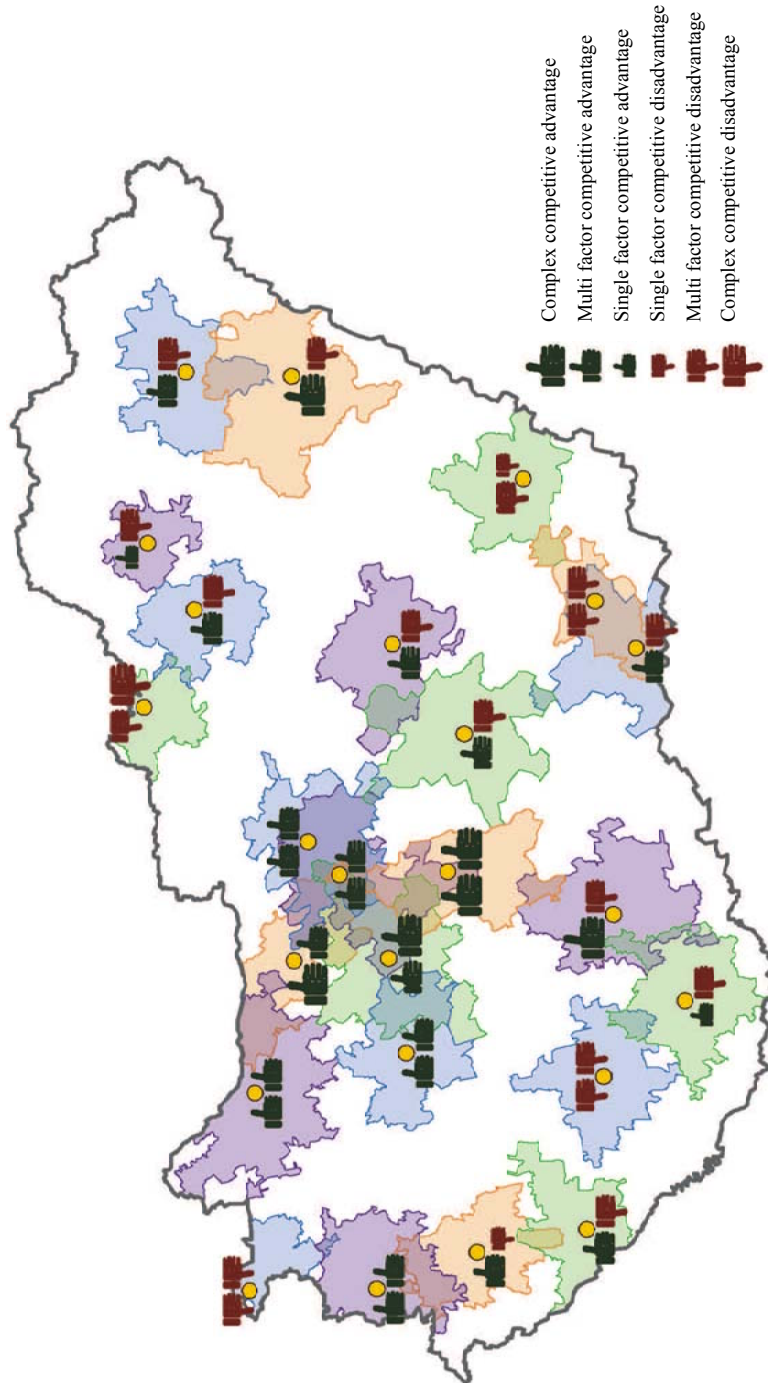 Complex competitive advantage
Multi factor competitive advantage
Single factor competitive advantage
Single factor competitive disadvantage
Multi factor competitive disadvantage
Complex competitive disadvantage